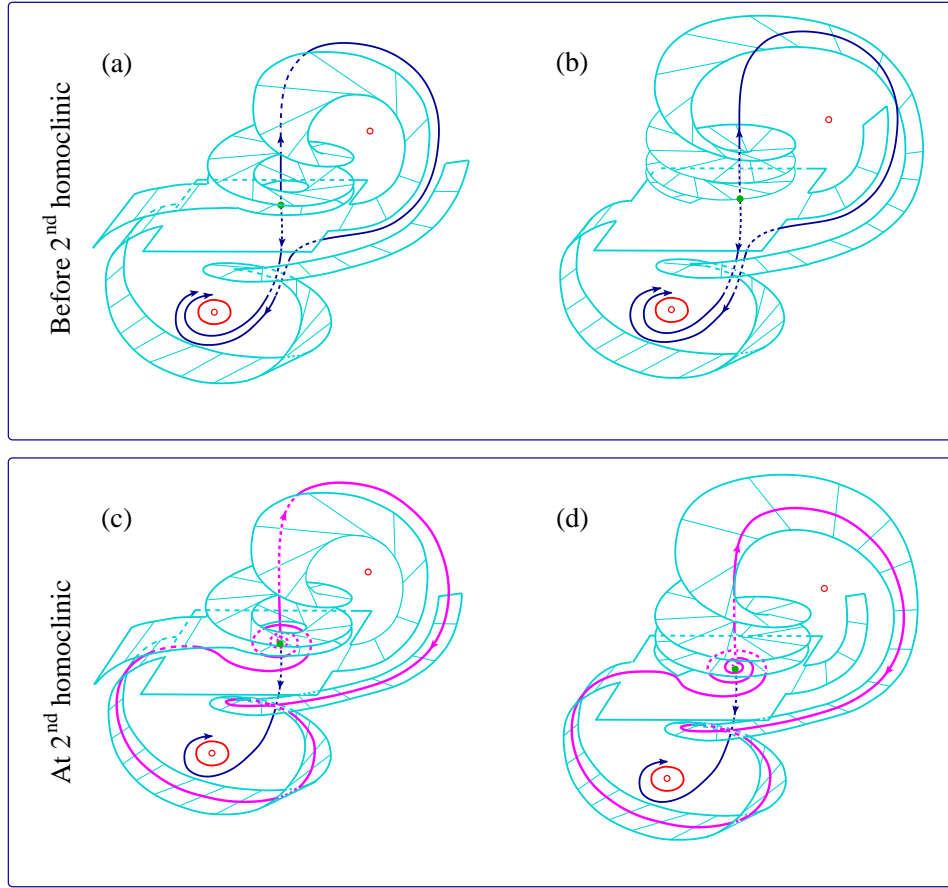 Before 2nd homoclinic
(a)
(b)
At 2nd homoclinic
(c)
(d)